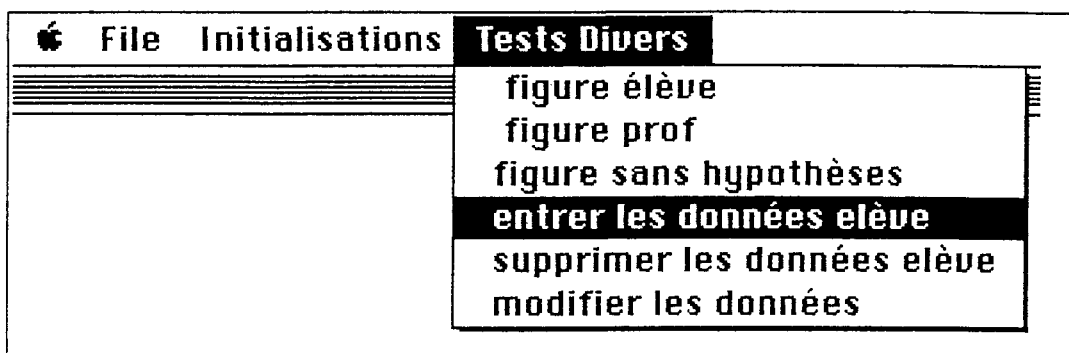 File Initialisations Tests Divers
figure élève
figure prof
figure sans hypothèses
entrer les données elève
supprimer les données elève
modifier les données